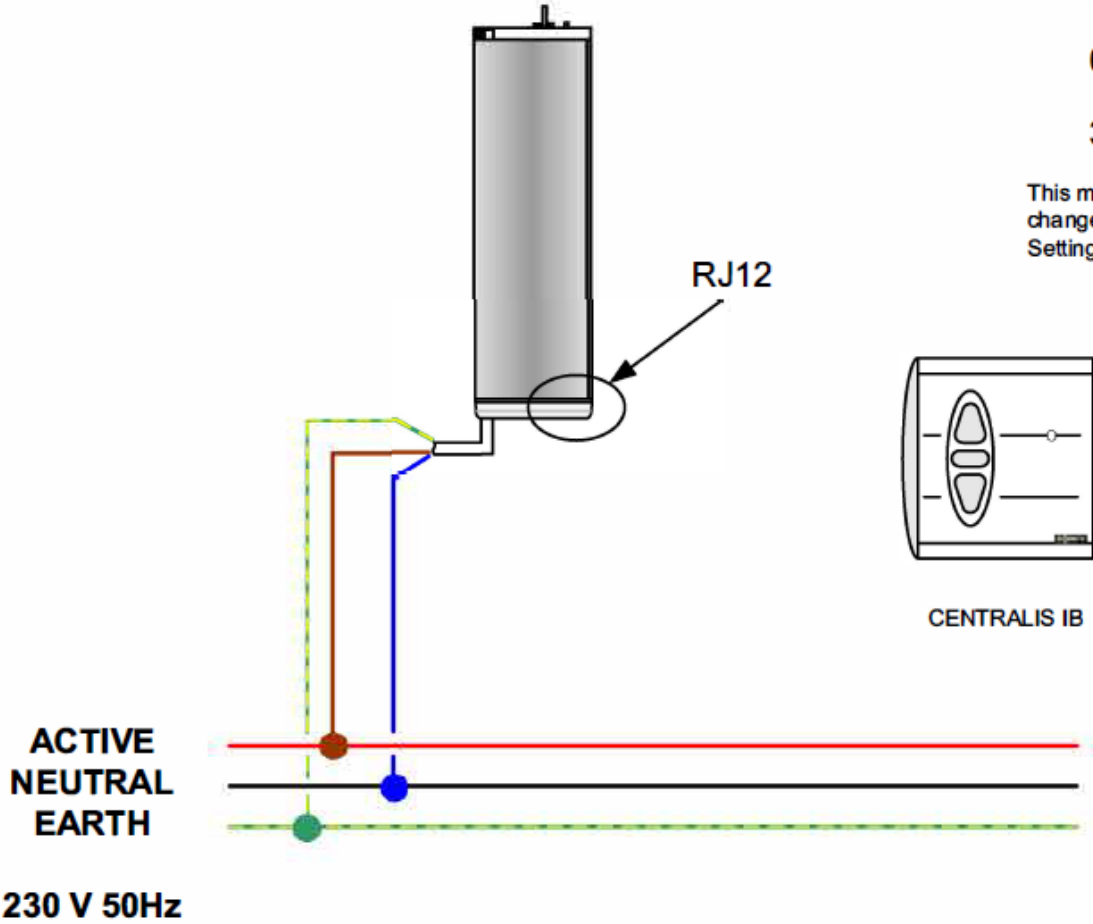 This
change
Setting
RJ12
CENTRALIS IB
ACTIVE
NEUTRAL
EARTH
230 V 50Hz